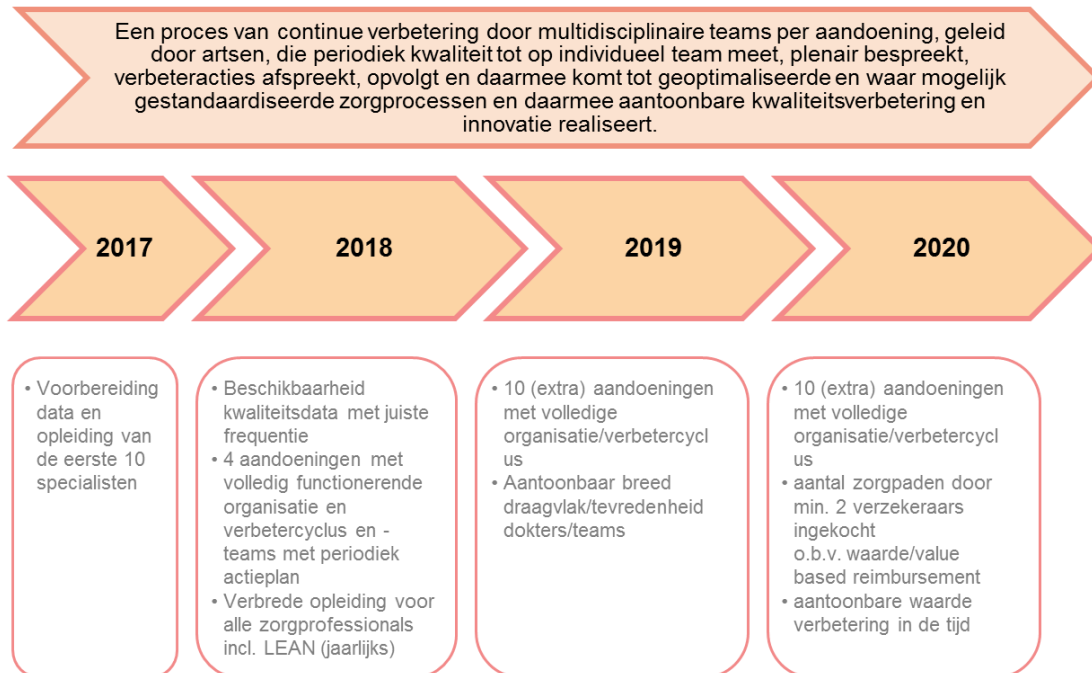 Een proces van continue verbetering door multidisciplinaire teams per aandoening, geleid
door artsen, die periodiek kwaliteit tot op individueel team meet, plenair bespreekt,
verbeteracties afspreekt, opvolgt en daarmee komt tot geoptimaliseerde en waar mogelijk
gestandaardiseerde zorgprocessen en daarmee aantoonbare kwaliteitsverbetering en
innovatie realiseert.
2017
2018
2019
2020
• Voorbereiding
data en
opleiding van
de eerste 10
specialisten
• Beschikbaarheid
kwaliteitsdata met juiste
frequentie
• 4 aandoeningen met
volledig functionerende
organisatie en
verbetercyclus en -
teams met periodiek
actieplan
• Verbrede opleiding voor
alle zorgprofessionals
incl. LEAN (jaarlijks)
• 10 (extra) aandoeningen
met volledige
organisatie/verbetercycl
us
• Aantoonbaar breed
draagvlak/tevredenheid
dokters/teams
• 10 (extra) aandoeningen
met volledige
organisatie/verbetercycl
us
• aantal zorgpaden door
min. 2 verzekeraars
ingekocht
o.b.v. waarde/value
based reimbursement
• aantoonbare waarde
verbetering in de tijd